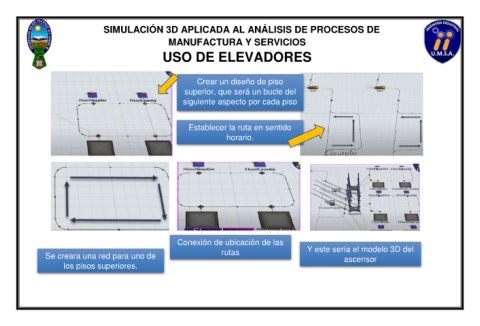 SIMULACIÓN 3D APLICADA AL ANÁLISIS DE PROCESOS DE
MANUFACTURA Y SERVICIOS
USO DE ELEVADORES
U.M.S.A.
Crear un diseño de piso
superior, que será un bucle del
siguiente aspecto por cada piso
Establecer la ruta en sentido
horario.
Se creara una red para uno de
los pisos superiores.
Conexión de ubicación de las
rutas
Y este sería el modelo 3D del
ascensor